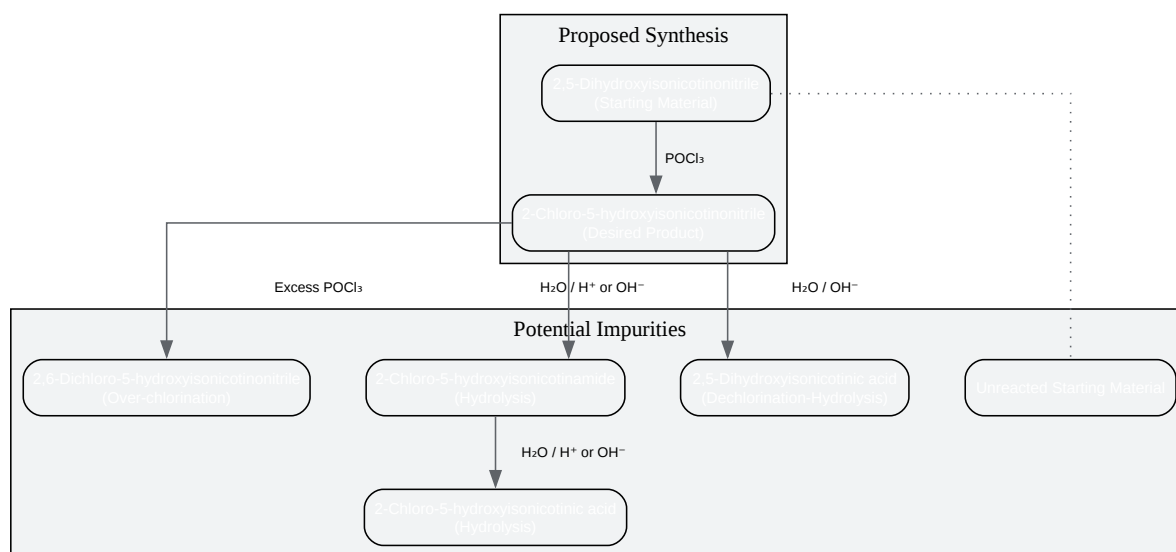 Proposed Synthesis
2,5-Dihydroxyisonicotinonitrile
(Starting Material)
POCl₃
2-Chloro-5-hydroxyisonicotinonitrile
(Desired Product)
Excess POCl₃
H₂O / H⁺ or OH⁻
H₂O / OH⁻
Potential Impurities
2,6-Dichloro-5-hydroxyisonicotinonitrile
(Over-chlorination)
2-Chloro-5-hydroxyisonicotinamide
(Hydrolysis)
2,5-Dihydroxyisonicotinic acid
(Dechlorination-Hydrolysis)
Unreacted Starting Material
H₂O / H⁺ or OH⁻
2-Chloro-5-hydroxyisonicotinic acid
(Hydrolysis)